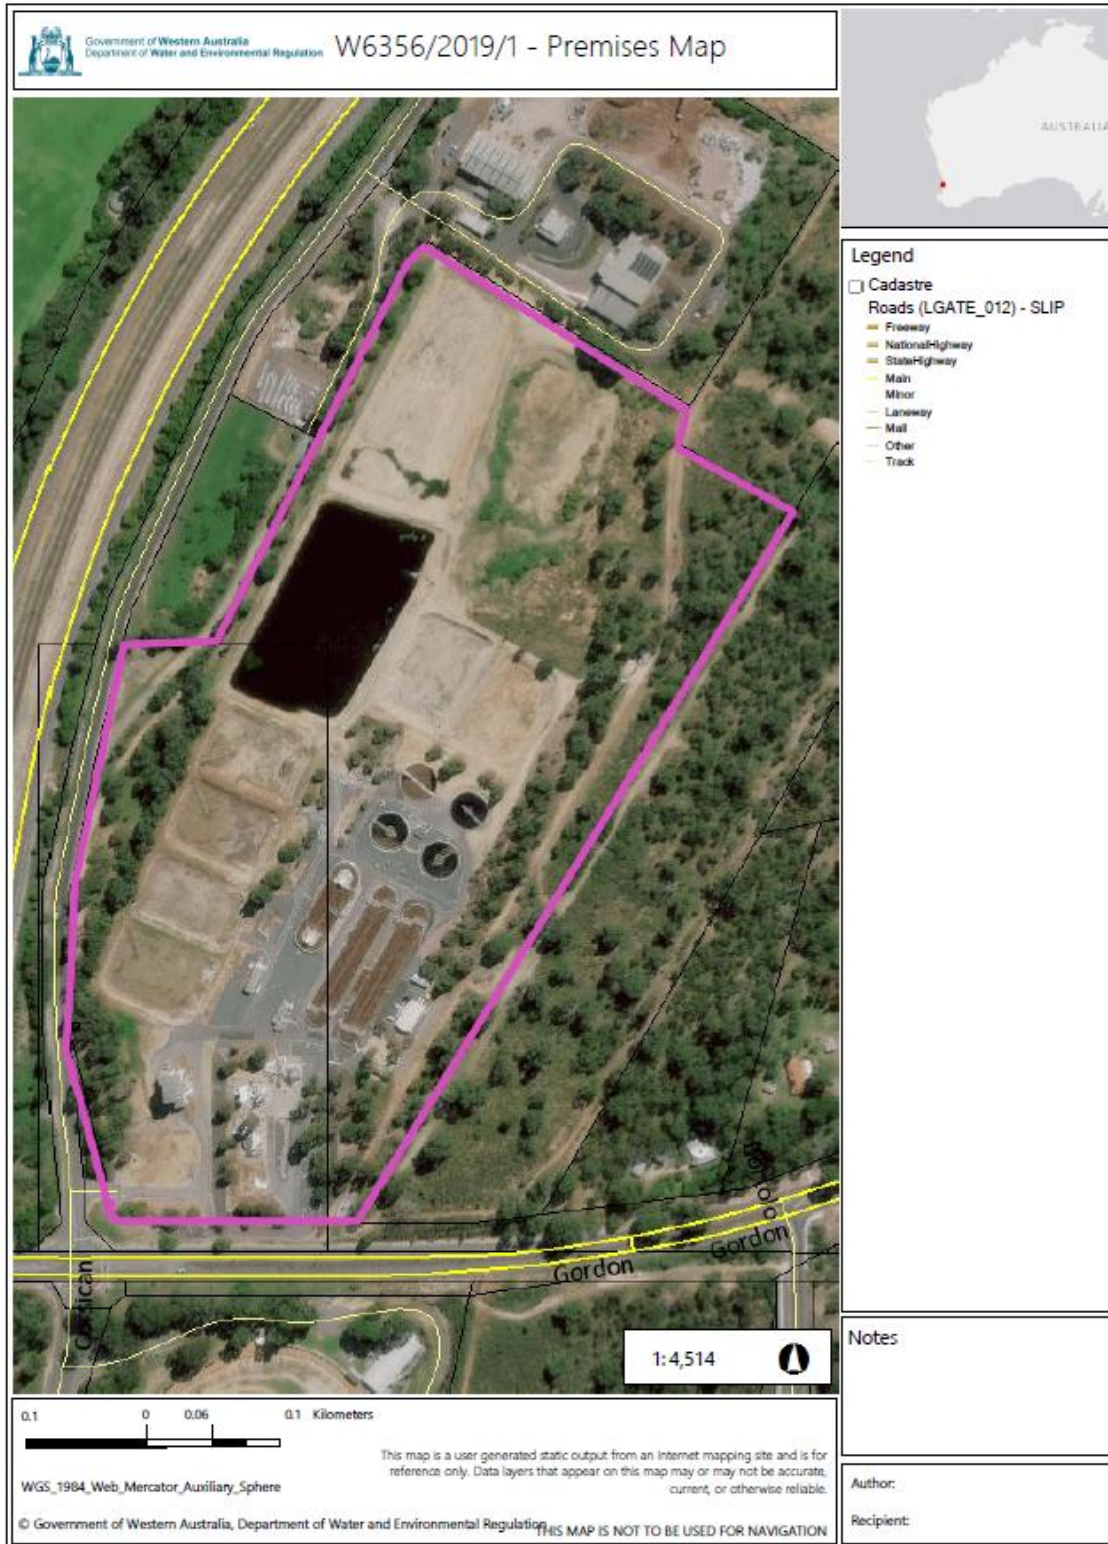 Government of Western Australia
Department of Water and Environmental Regulation
W6356/2019/1 - Premises Map
AUSTRALIA
Legend
Cadastre
Roads (LGATE_012) - SLIP
Freeway
NationalHighway
StateHighway
Main
Minor
Laneway
Mall
Other
Track
Gordon
Gordon
1:4,514
Notes
0.1 0 0.06 0.1 Kilometers
This map is a user generated static output from an Internet mapping site and is for
reference only. Data layers that appear on this map may or may not be accurate,
current, or otherwise reliable.
WGS_1984_Web_Mercator_Auxiliary_Sphere
© Government of Western Australia, Department of Water and Environmental Regulation
THIS MAP IS NOT TO BE USED FOR NAVIGATION
Author:
Recipient: